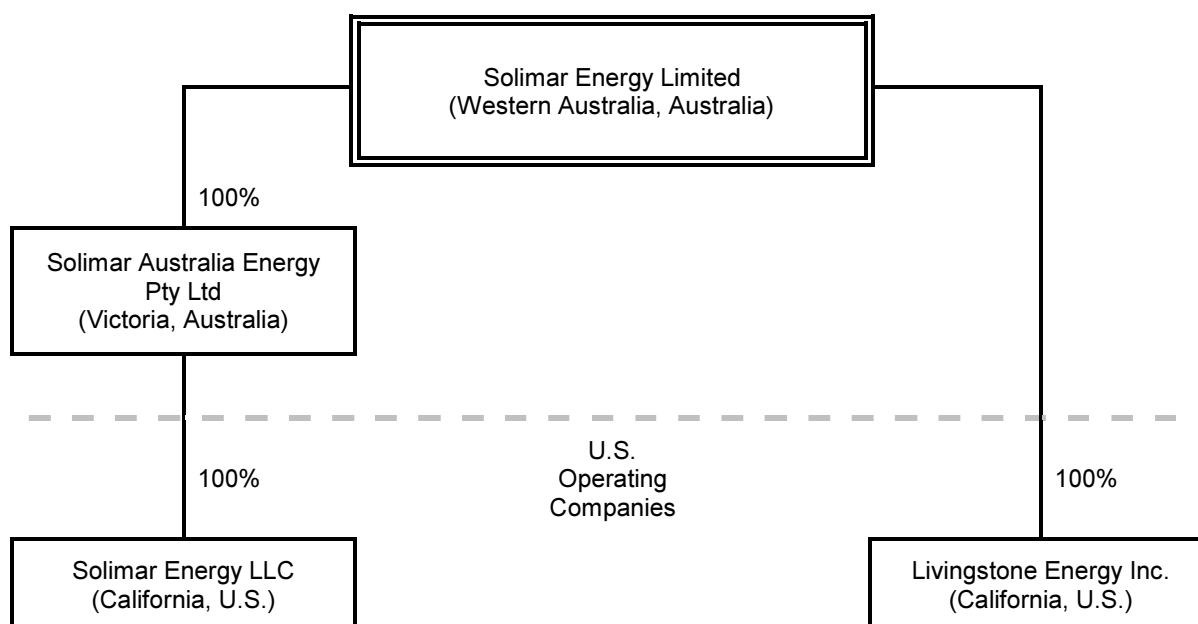 Solimar Energy Limited
(Western Australia, Australia)
100%
Solimar Australia Energy
Pty Ltd
(Victoria, Australia)
U.S.
Operating
Companies
100%
100%
Solimar Energy LLC
(California, U.S.)
Livingstone Energy Inc.
(California, U.S.)